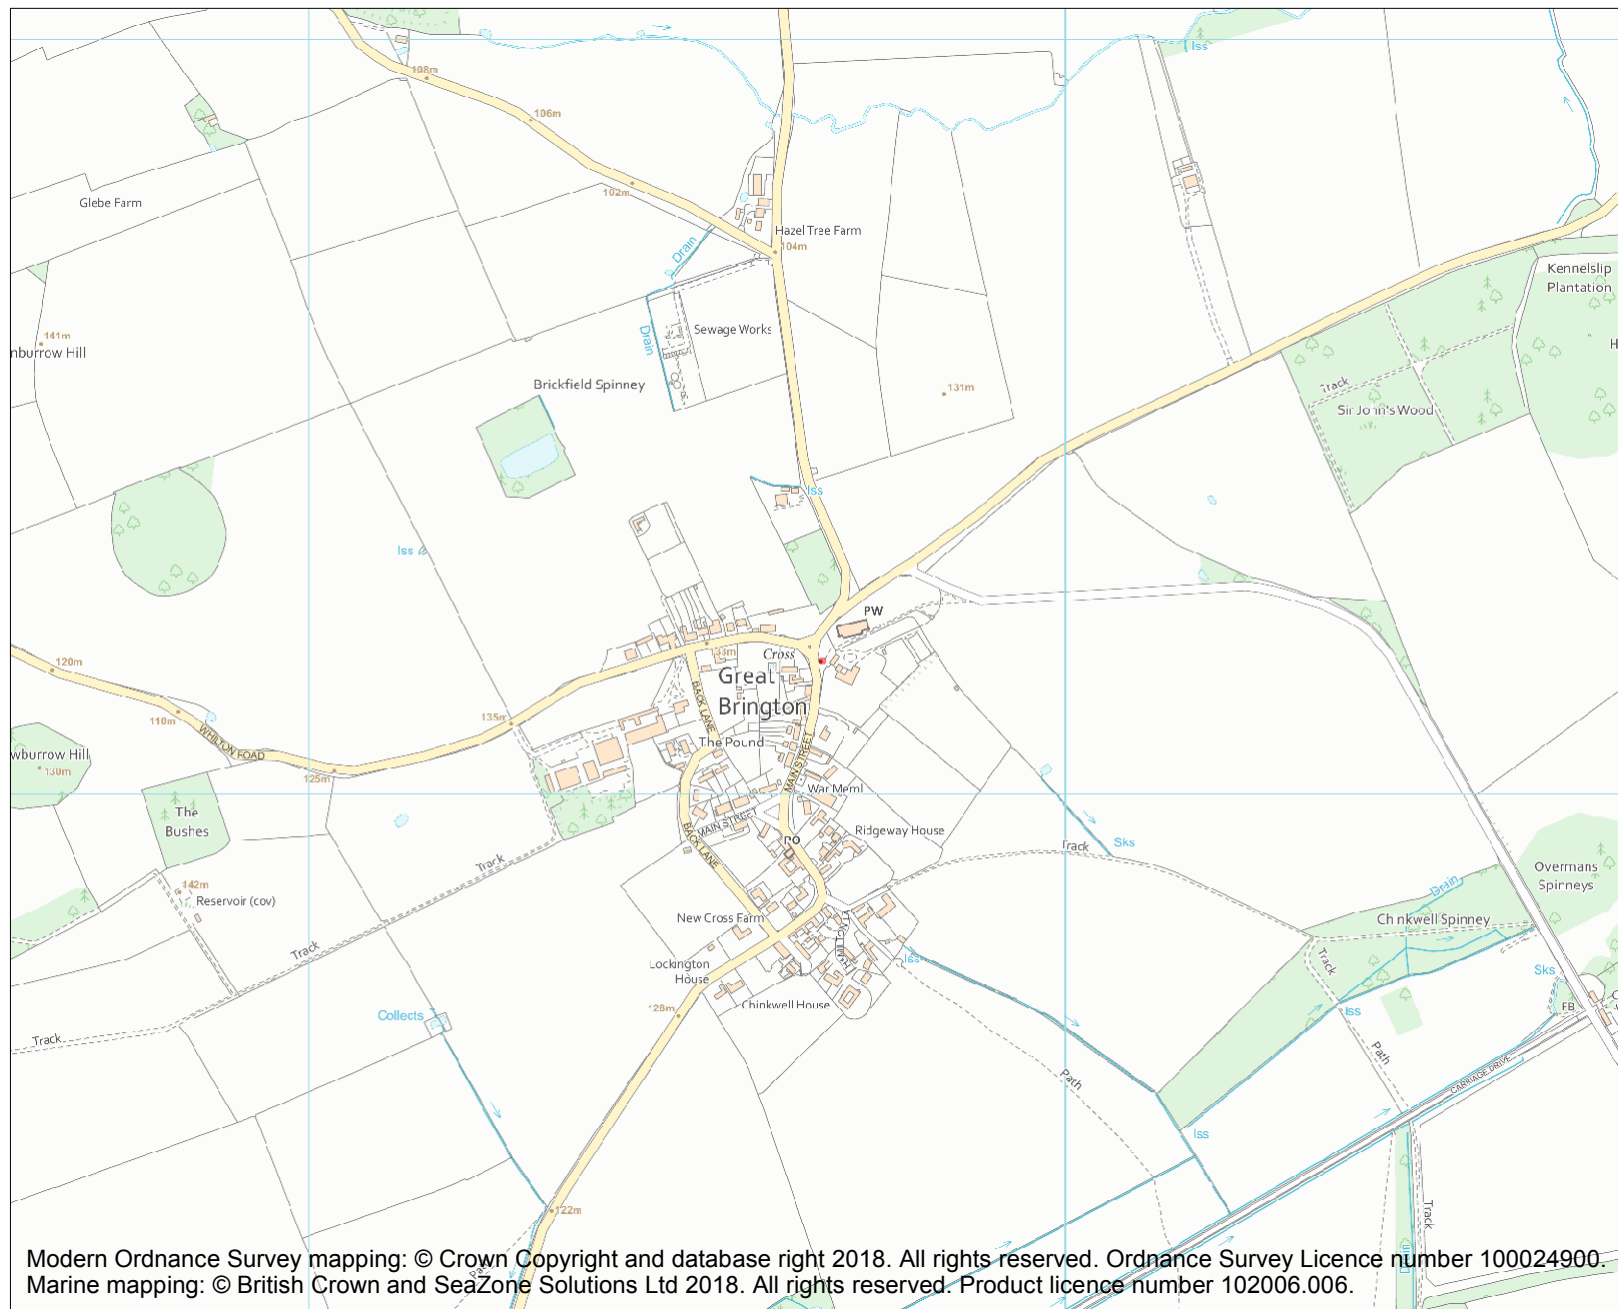 Iss
108m
106m
102m
Glebe Farm
Hazel Tree Farm
104m
Drain
Kennelslip
Plantation
Sewage Works
Drain
141m
nburrow Hill
H
Brickfield Spinney
131m
Track
Sir John's Wood
Iss
Iss
PW
133m
Cross
120m
Great
Brington
BACK LANE
110m
135m
WHILTON ROAD
The Pound
MAIN STREET
wburrow Hill
130m
125m
War Meml
The
Bushes
MAIN STREET
PO
Ridgeway House
BACK LANE
Track
Sks
Track
Overmans
Spinneys
142m
Reservoir (cov)
Drain
New Cross Farm
Chinkwell Spinney
HAMILTON LA
Track
Iss
Track
Lockington
House
Sks
Chinkwell House
128m
Iss
FB
Collects
Track
Path
Path
CARRIAGE DRIVE
Iss
122m
Track
Drain
Path
Modern Ordnance Survey mapping: © Crown Copyright and database right 2018. All rights reserved. Ordnance Survey Licence number 100024900.
Marine mapping: © British Crown and SeaZone Solutions Ltd 2018. All rights reserved. Product licence number 102006.006.